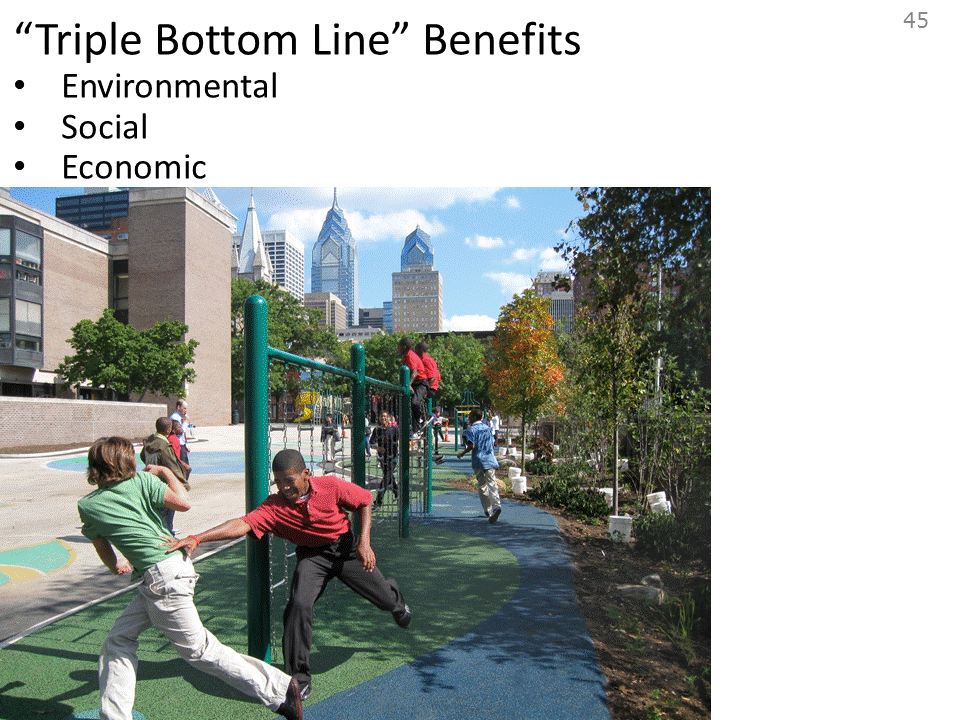 “Triple Bottom Line” Benefits
45
• Environmental
• Social
• Economic